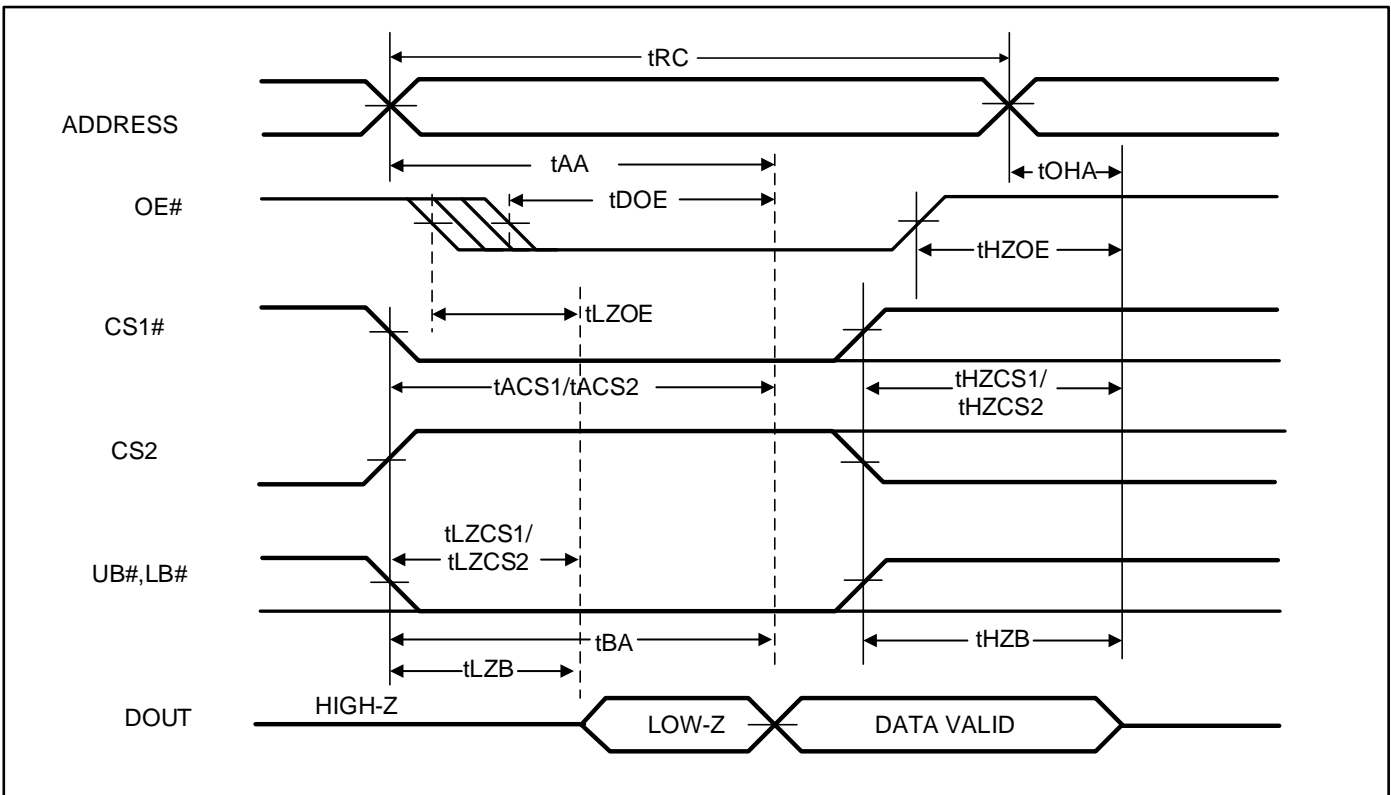 tRC
ADDRESS
tAA
tOHA
OE#
tDOE
tHZOE
tLZOE
CS1#
tACS1/tACS2
tHZCS1/
tHZCS2
CS2
tLZCS1/
tLZCS2
UB#,LB#
tBA
tHZB
tLZB
HIGH-Z
DOUT
LOW-Z
DATA VALID